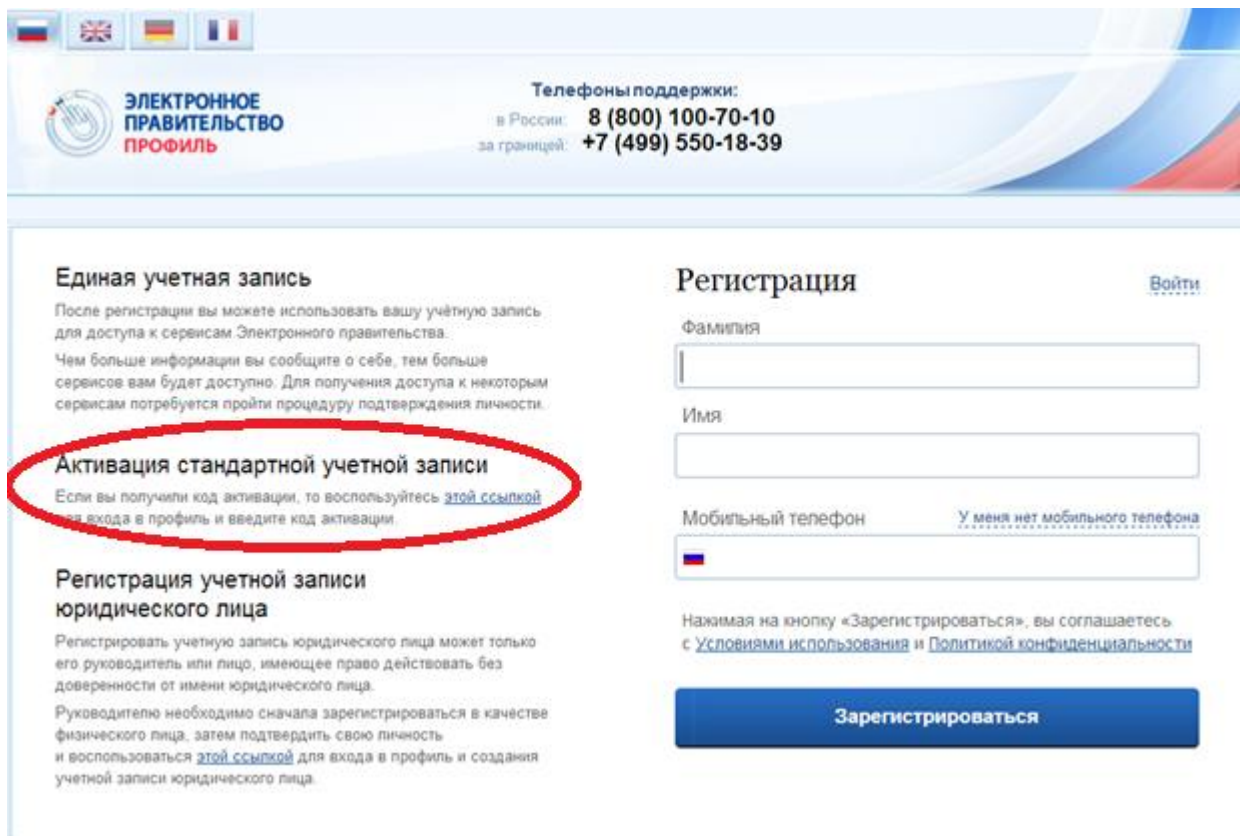 ЭЛЕКТРОННОЕ
ПРАВИТЕЛЬСТВО
ПРОФИЛЬ
Телефоны поддержки:
в России: 8 (800) 100-70-10
за границей: +7 (499) 550-18-39
Единая учетная запись
После регистрации вы можете использовать вашу учётную запись
для доступа к сервисам Электронного правительства.
Чем больше информации вы сообщите о себе, тем больше
сервисов вам будет доступно. Для получения доступа к некоторым
сервисам потребуется пройти процедуру подтверждения личности.
Активация стандартной учетной записи
Если вы получили код активации, то воспользуйтесь этой ссылкой
для входа в профиль и введите код активации.
Регистрация учетной записи
юридического лица
Регистрировать учетную запись юридического лица может только
его руководитель или лицо, имеющее право действовать без
доверенности от имени юридического лица.
Руководителю необходимо сначала зарегистрироваться в качестве
физического лица, затем подтвердить свою личность
и воспользоваться этой ссылкой для входа в профиль и создания
учетной записи юридического лица.
Регистрация
Войти
Фамилия
Имя
Мобильный телефон
У меня нет мобильного телефона
Нажимая на кнопку «Зарегистрироваться», вы соглашаетесь
с Условиями использования и Политикой конфиденциальности
Зарегистрироваться